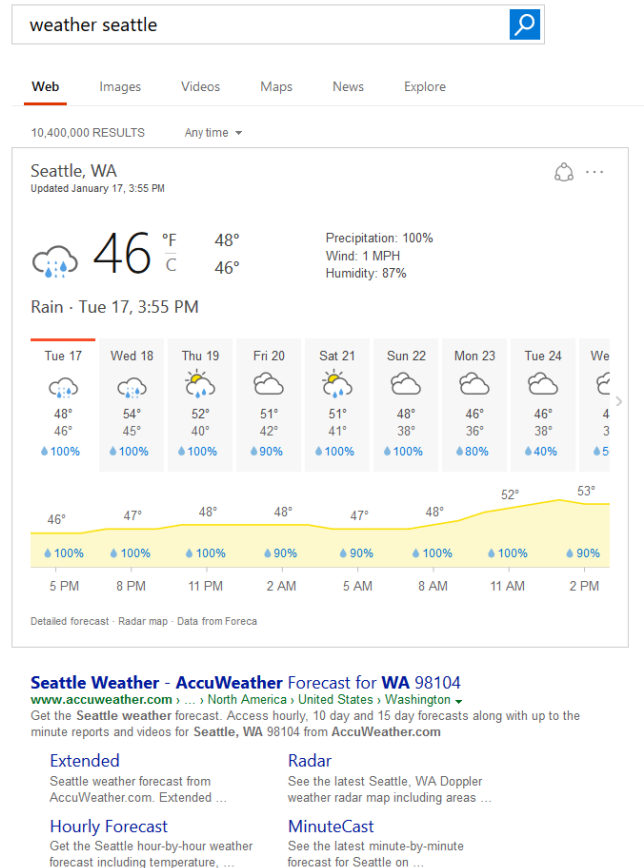 weather seattle
Web Images Videos Maps News Explore
10,400,000 RESULTS Any time
Seattle, WA
Updated January 17, 3:55 PM
46 °F C 48° 46°
Precipitation: 100%
Wind: 1 MPH
Humidity: 87%
Rain · Tue 17, 3:55 PM
Tue 17 Wed 18 Thu 19 Fri 20 Sat 21 Sun 22 Mon 23 Tue 24 We
48° 54° 52° 51° 51° 48° 46° 46° 4
46° 45° 40° 42° 41° 38° 36° 38° 3
100% 100% 100% 90% 100% 100% 80% 40% 5
46° 47° 48° 48° 47° 48° 52° 53°
100% 100% 100% 90% 90% 100% 100% 90%
5 PM 8 PM 11 PM 2 AM 5 AM 8 AM 11 AM 2 PM
Detailed forecast · Radar map · Data from Foreca
Seattle Weather - AccuWeather Forecast for WA 98104
www.accuweather.com › ... › North America › United States › Washington
Get the Seattle weather forecast. Access hourly, 10 day and 15 day forecasts along with up to the
minute reports and videos for Seattle, WA 98104 from AccuWeather.com
Extended
Seattle weather forecast from
AccuWeather.com. Extended ...
Radar
See the latest Seattle, WA Doppler
weather radar map including areas ...
Hourly Forecast
Get the Seattle hour-by-hour weather
forecast including temperature, ...
MinuteCast
See the latest minute-by-minute
forecast for Seattle on ...